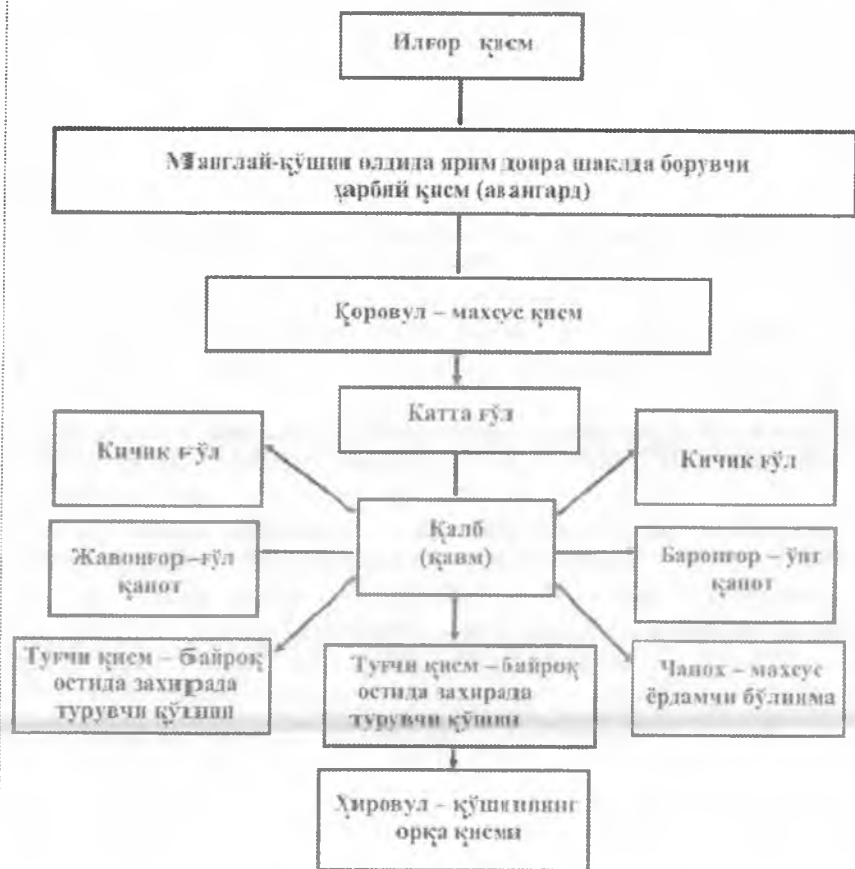 Илғор қисм
Манглай-қўшин олдида ярим доира шаклда борувчи
ҳарбий қисм (авангард)
Қоровул – махсус қисм
Катта ғўл
Кичик ғўл
Кичик ғўл
Қалб
(қавм)
Жавонғор–ғўл
қанот
Баронғор – ўнг
қанот
Туғчи қисм – байроқ
остида захирада
турувчи қўшин
Туғчи қисм – байроқ
остида захирада
турувчи қўшин
Чапох – махсус
ёрдамчи бўлинма
Ҳировул – қўшиннинг
орқа қисми